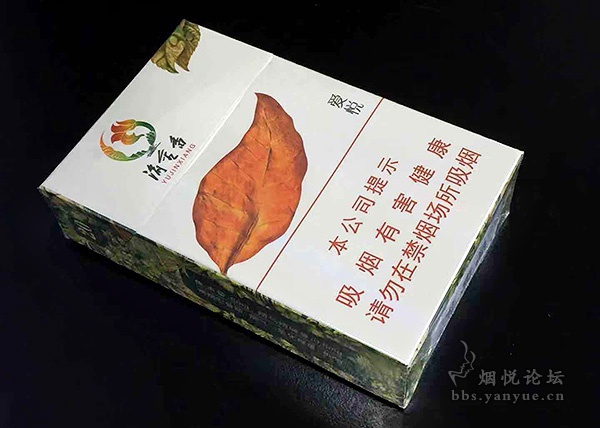 渝金香
YUJINXIANG
爱悦
本公司提示
吸烟有害健康
请勿在禁烟场所吸烟
烟悦论坛
bbs.yanyue.cn